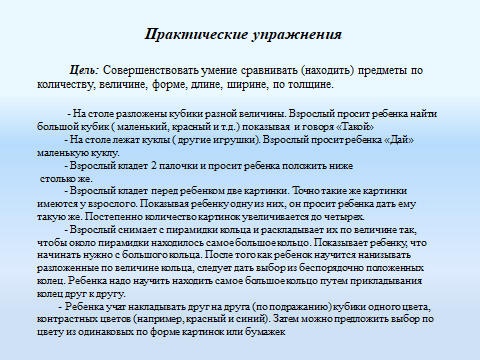 Практические упражнения
Цель: Совершенствовать умение сравнивать (находить) предметы по
количеству, величине, форме, длине, ширине, по толщине.
- На столе разложены кубики разной величины. Взрослый просит ребенка найти
большой кубик ( маленький, красный и т.д.) показывая и говоря «Такой»
- На столе лежат куклы ( другие игрушки). Взрослый просит ребенка «Дай»
маленькую куклу.
- Взрослый кладет 2 палочки и просит ребенка положить ниже
столько же.
- Взрослый кладет перед ребенком две картинки. Точно такие же картинки
имеются у взрослого. Показывая ребенку одну из них, он просит ребенка дать ему
такую же. Постепенно количество картинок увеличивается до четырех.
- Взрослый снимает с пирамидки кольца и раскладывает их по величине так,
чтобы около пирамидки находилось самое большое кольцо. Показывает ребенку, что
начинать нужно с большого кольца. После того как ребенок научится нанизывать
разложенные по величине кольца, следует дать выбор из беспорядочно положенных
колец. Ребенка надо научить находить самое большое кольцо путем прикладывания
колец друг к другу.
- Ребенка учат накладывать друг на друга (по подражанию) кубики одного цвета,
контрастных цветов (например, красный и синий). Затем можно предложить выбор по
цвету из одинаковых по форме картинок или бумажек